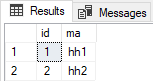 Results Messages
id ma
1 1 hh1
2 2 hh2